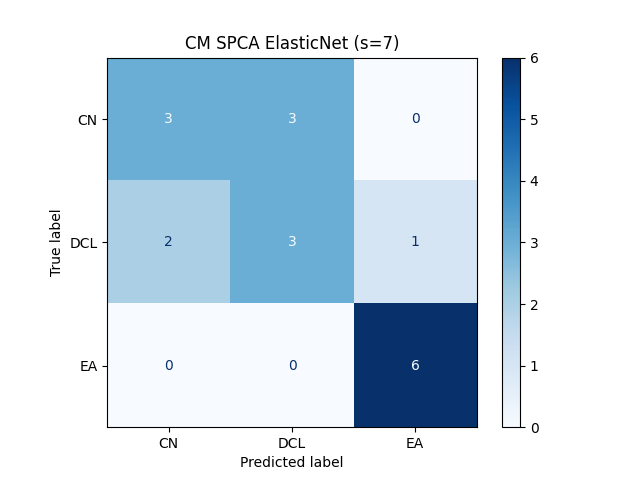 CM SPCA ElasticNet (s=7)
CN
3
3
0
DCL
2
3
1
EA
0
0
6
CN
DCL
EA
Predicted label
True label
6
5
4
3
2
1
0